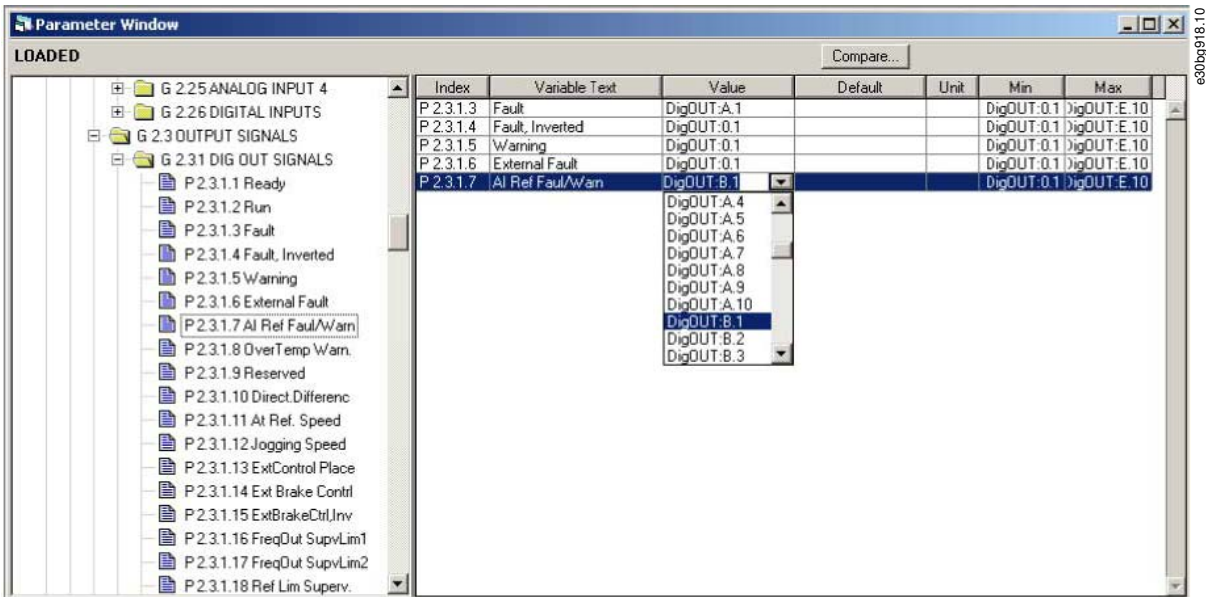 Parameter Window
LOADED
Compare...
G 2.25 ANALOG INPUT 4
G 2.26 DIGITAL INPUTS
G 2.3 OUTPUT SIGNALS
G 2.31 DIG OUT SIGNALS
P 2.3.1.1 Ready
P 2.3.1.2 Run
P 2.3.1.3 Fault
P 2.3.1.4 Fault, Inverted
P 2.3.1.5 Warning
P 2.3.1.6 External Fault
P 2.3.1.7 AI Ref Faul/Warn
P 2.3.1.8 OverTemp Warn.
P 2.3.1.9 Reserved
P 2.3.1.10 Direct.Differenc
P 2.3.1.11 At Ref. Speed
P 2.3.1.12 Jogging Speed
P 2.3.1.13 ExtControl Place
P 2.3.1.14 Ext Brake Contrl
P 2.3.1.15 ExtBrakeCtrl,Inv
P 2.3.1.16 FreqOut SupvLim1
P 2.3.1.17 FreqOut SupvLim2
P 2.3.1.18 Ref Lim Superv.
Index Variable Text Value Default Unit Min Max
P 2.3.1.3 Fault DigOUT:A.1 DigOUT:0.1 DigOUT:E.10
P 2.3.1.4 Fault, Inverted DigOUT:0.1 DigOUT:0.1 DigOUT:E.10
P 2.3.1.5 Warning DigOUT:0.1 DigOUT:0.1 DigOUT:E.10
P 2.3.1.6 External Fault DigOUT:0.1 DigOUT:0.1 DigOUT:E.10
P 2.3.1.7 AI Ref Faul/Warn DigOUT:B.1 DigOUT:0.1 DigOUT:E.10
DigOUT:A.4
DigOUT:A.5
DigOUT:A.6
DigOUT:A.7
DigOUT:A.8
DigOUT:A.9
DigOUT:A.10
DigOUT:B.1
DigOUT:B.2
DigOUT:B.3
e30bg918.10